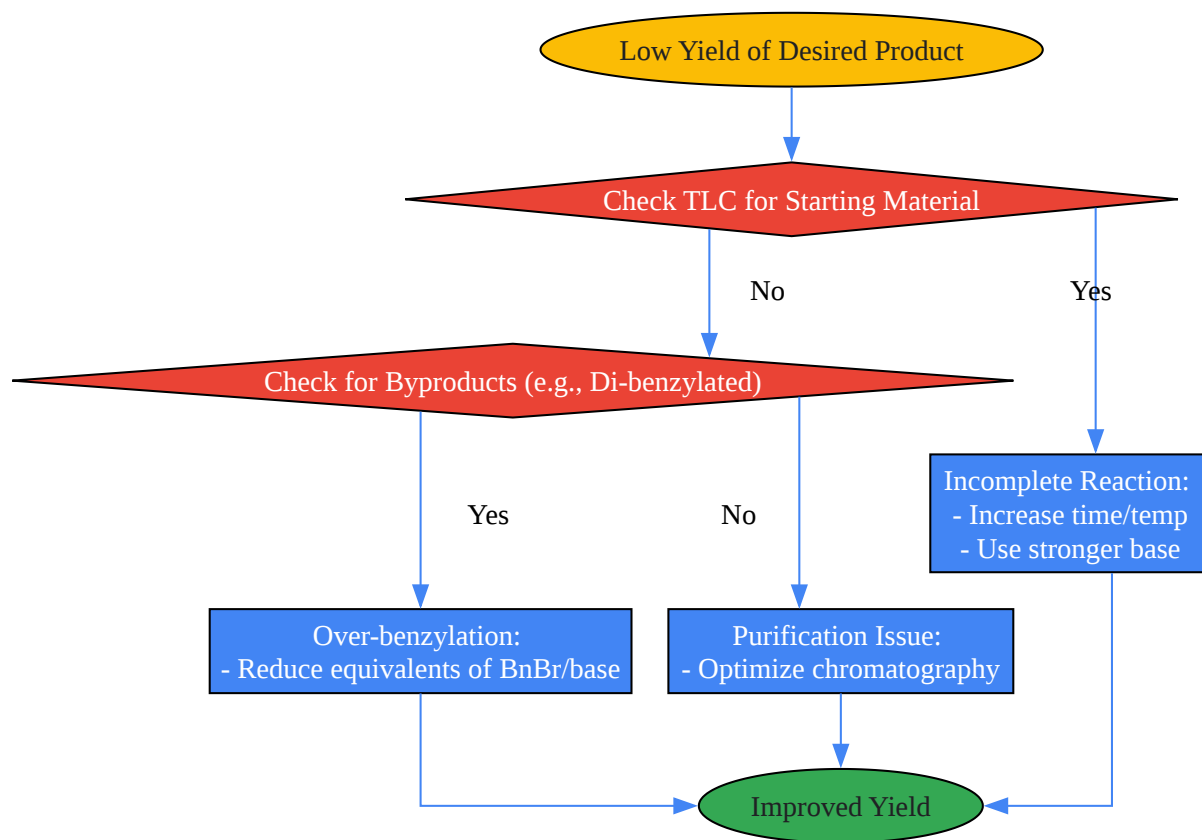 Low Yield of Desired Product
Check TLC for Starting Material
No
Yes
Check for Byproducts (e.g., Di-benzylated)
Yes
No
Incomplete Reaction:
- Increase time/temp
- Use stronger base
Over-benzylation:
- Reduce equivalents of BnBr/base
Purification Issue:
- Optimize chromatography
Improved Yield